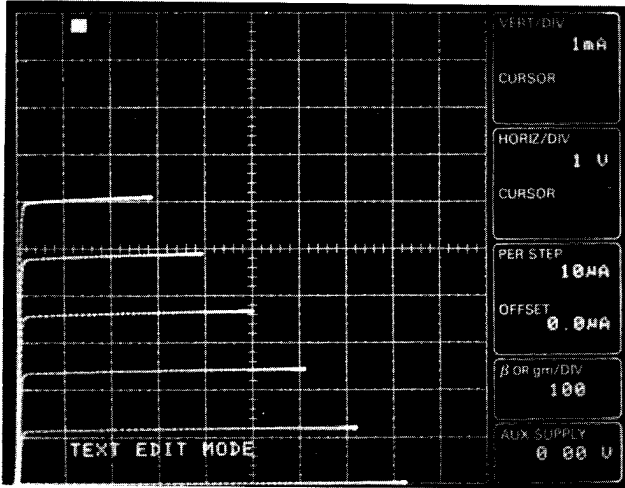 VERT/DIV
1mA
CURSOR
HORIZ/DIV
1 V
CURSOR
PER STEP
10µA
OFFSET
0.0µA
β OR gm/DIV
100
AUX SUPPLY
0 00 V
TEXT EDIT MODE